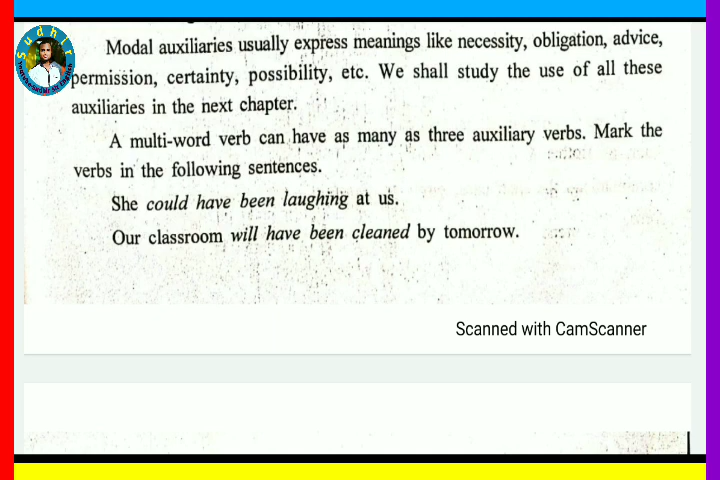 Sudhir
Modal auxiliaries usually express meanings like necessity, obligation, advice,
permission, certainty, possibility, etc. We shall study the use of all these
auxiliaries in the next chapter.
A multi-word verb can have as many as three auxiliary verbs. Mark the
verbs in the following sentences.
She could have been laughing at us.
Our classroom will have been cleaned by tomorrow.
Scanned with CamScanner